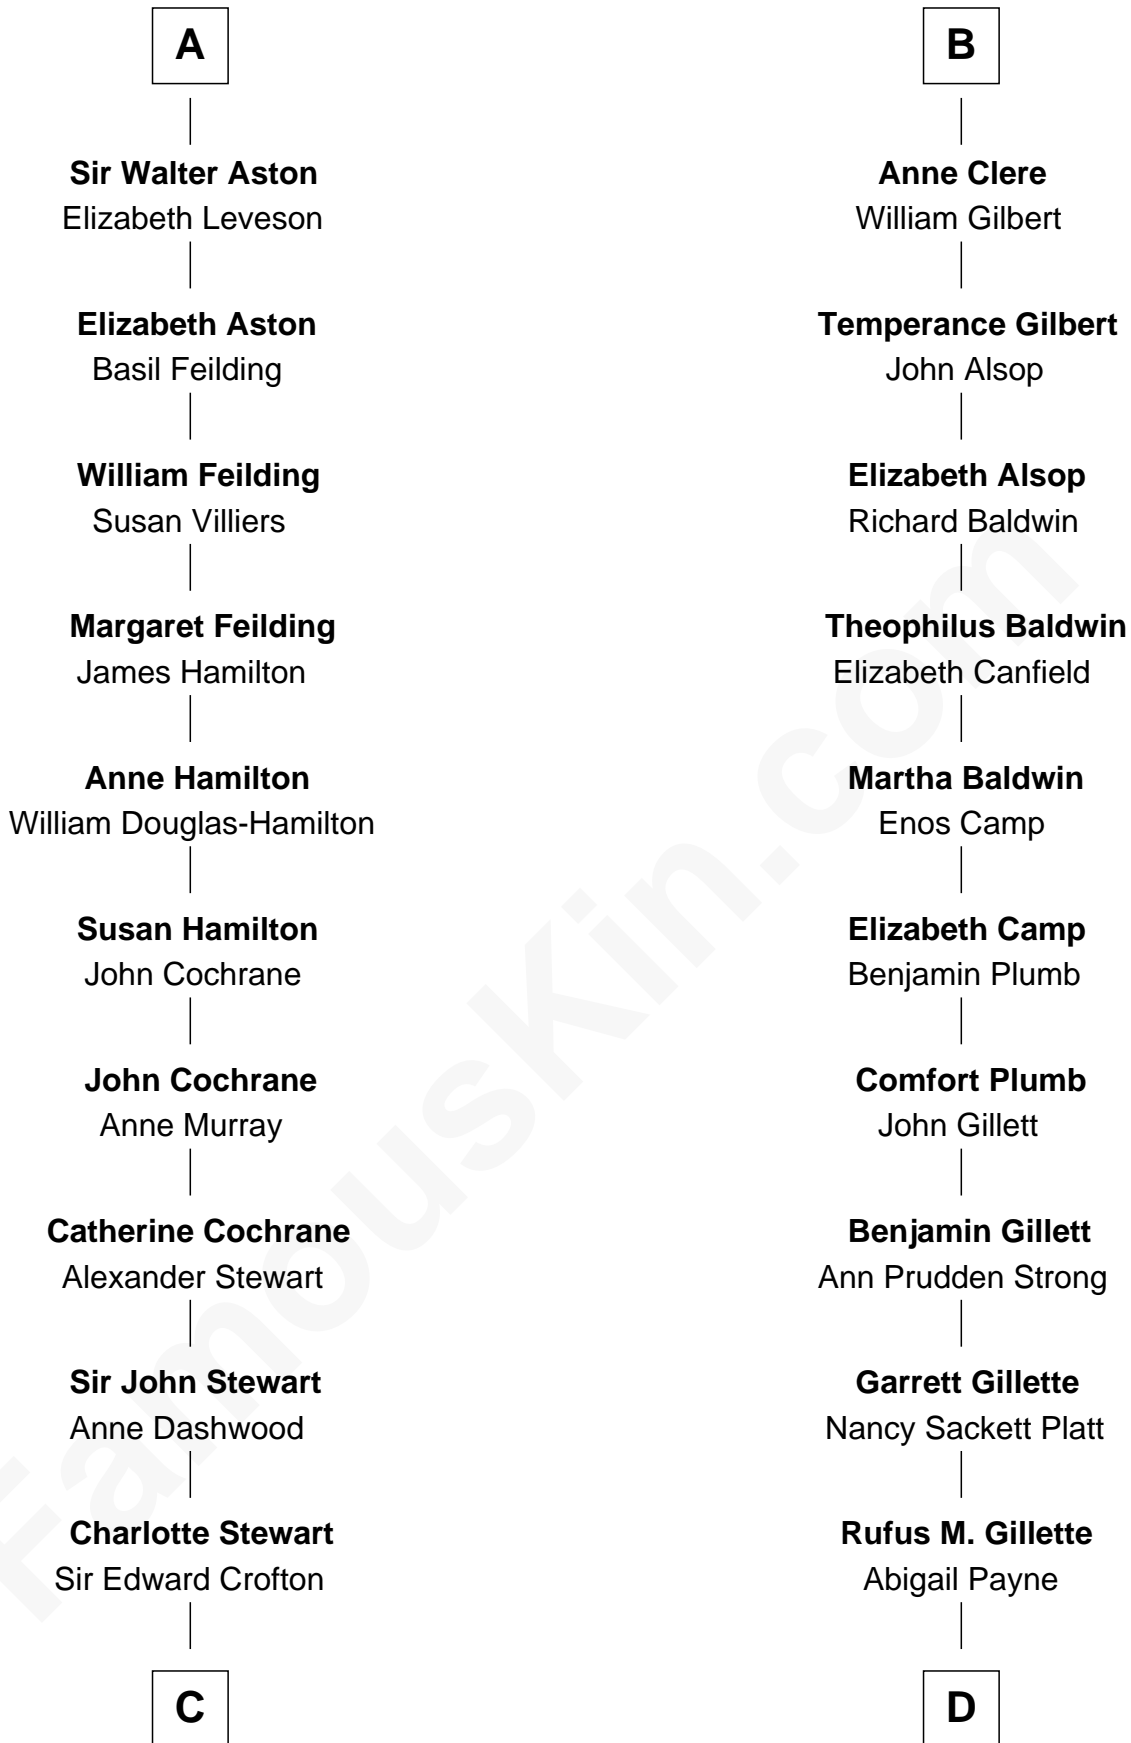 A
Sir Walter Aston
Elizabeth Leveson
Elizabeth Aston
Basil Feilding
William Feilding
Susan Villiers
Margaret Feilding
James Hamilton
Anne Hamilton
William Douglas-Hamilton
Susan Hamilton
John Cochrane
John Cochrane
Anne Murray
Catherine Cochrane
Alexander Stewart
Sir John Stewart
Anne Dashwood
Charlotte Stewart
Sir Edward Crofton
C
B
Anne Clere
William Gilbert
Temperance Gilbert
John Alsop
Elizabeth Alsop
Richard Baldwin
Theophilus Baldwin
Elizabeth Canfield
Martha Baldwin
Enos Camp
Elizabeth Camp
Benjamin Plumb
Comfort Plumb
John Gillett
Benjamin Gillett
Ann Prudden Strong
Garrett Gillette
Nancy Sackett Platt
Rufus M. Gillette
Abigail Payne
D
FamousKin.com